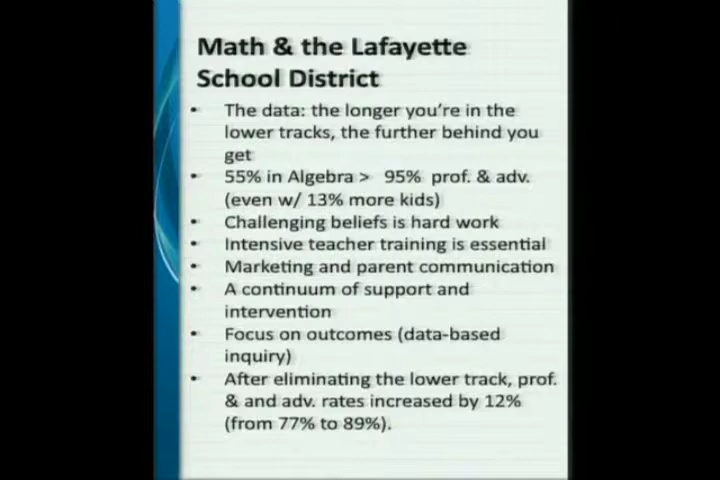 Math & the Lafayette
School District
• The data: the longer you're in the
lower tracks, the further behind you
get
• 55% in Algebra > 95% prof. & adv.
(even w/ 13% more kids)
• Challenging beliefs is hard work
• Intensive teacher training is essential
• Marketing and parent communication
• A continuum of support and
intervention
• Focus on outcomes (data-based
inquiry)
• After eliminating the lower track, prof.
& and adv. rates increased by 12%
(from 77% to 89%).